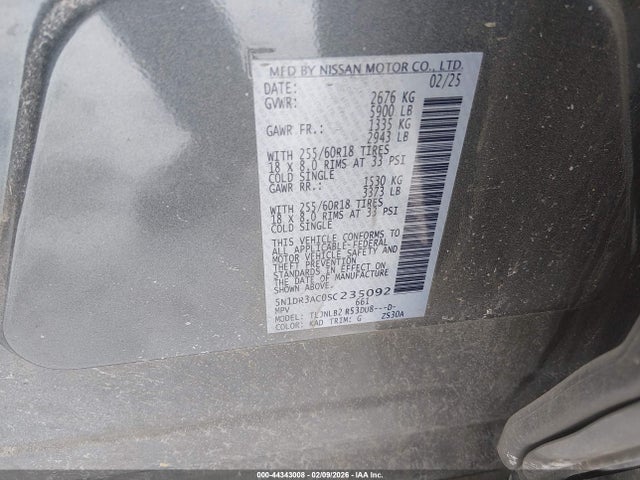 MFD BY NISSAN MOTOR CO., LTD.
DATE: 02/25
GVWR: 2676 KG
5900 LB
GAWR FR.: 1335 KG
2943 LB
WITH 255/60R18 TIRES
18 X 8.0 RIMS AT 33 PSI
COLD SINGLE
GAWR RR.: 1530 KG
3373 LB
WITH 255/60R18 TIRES
18 X 8.0 RIMS AT 33 PSI
COLD SINGLE
THIS VEHICLE CONFORMS TO
ALL APPLICABLE FEDERAL
MOTOR VEHICLE SAFETY AND
THEFT PREVENTION
STANDARDS IN EFFECT ON
THE DATE OF MANUFACTURE
SHOWN ABOVE.
5N1DR3AC0SC235092
MPV 661
MODEL: TLJNLB2 R53DU8---D-
COLOR: KAD TRIM: G ZS30A
000-44343008 - 02/09/2026 - IAA Inc.